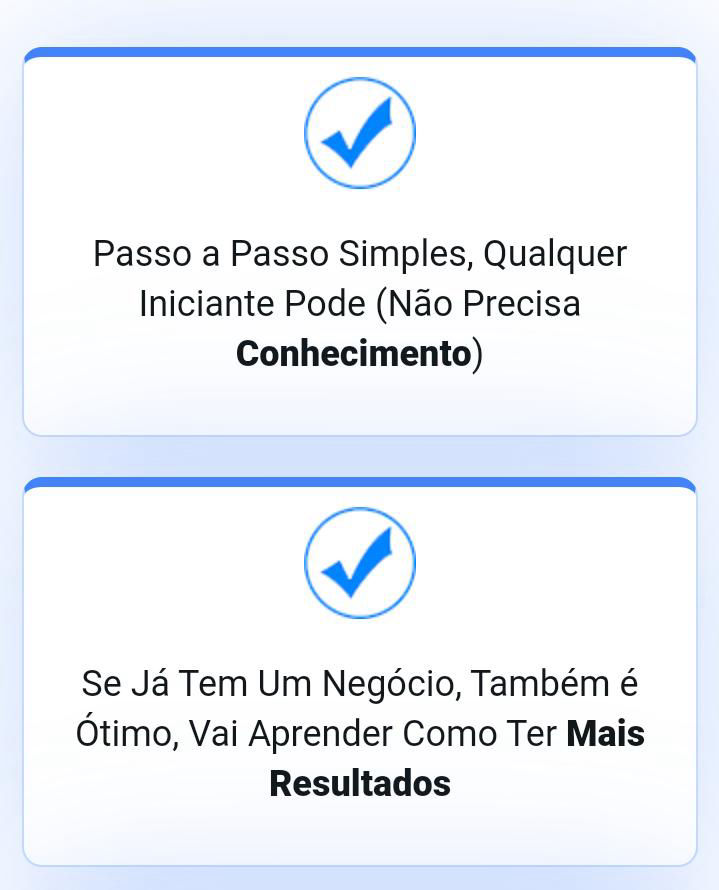 Passo a Passo Simples, Qualquer
Iniciante Pode (Não Precisa
Conhecimento)
Se Já Tem Um Negócio, Também é
Ótimo, Vai Aprender Como Ter Mais
Resultados